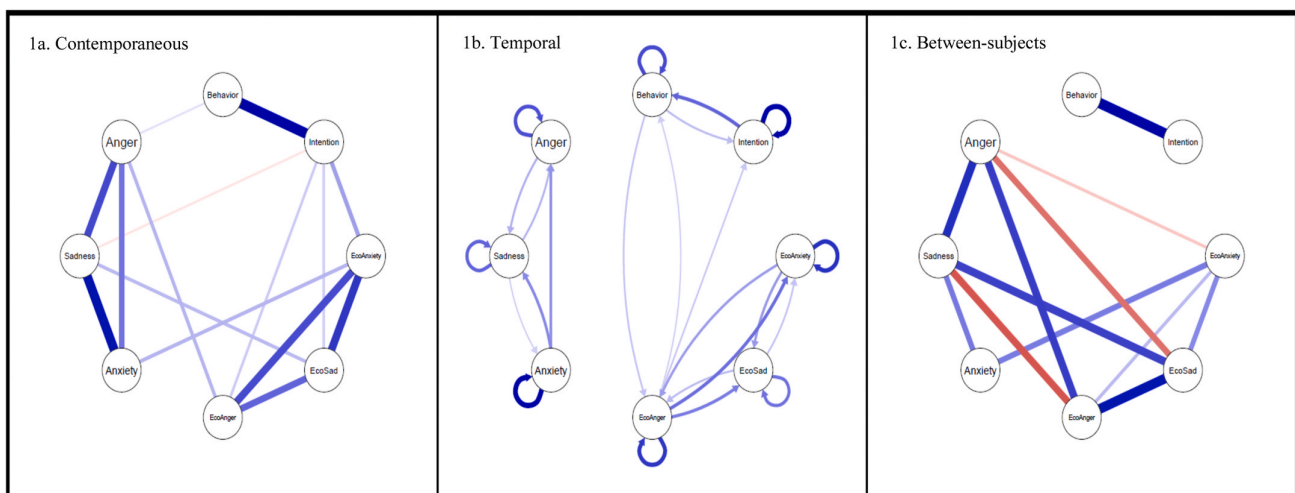 1a. Contemporaneous
Behavior
Anger
Intention
Sadness
EcoAnxiety
Anxiety
EcoSad
EcoAnger
1b. Temporal
Behavior
Anger
Intention
Sadness
EcoAnxiety
Anxiety
EcoSad
EcoAnger
1c. Between-subjects
Behavior
Anger
Intention
Sadness
EcoAnxiety
Anxiety
EcoSad
EcoAnger